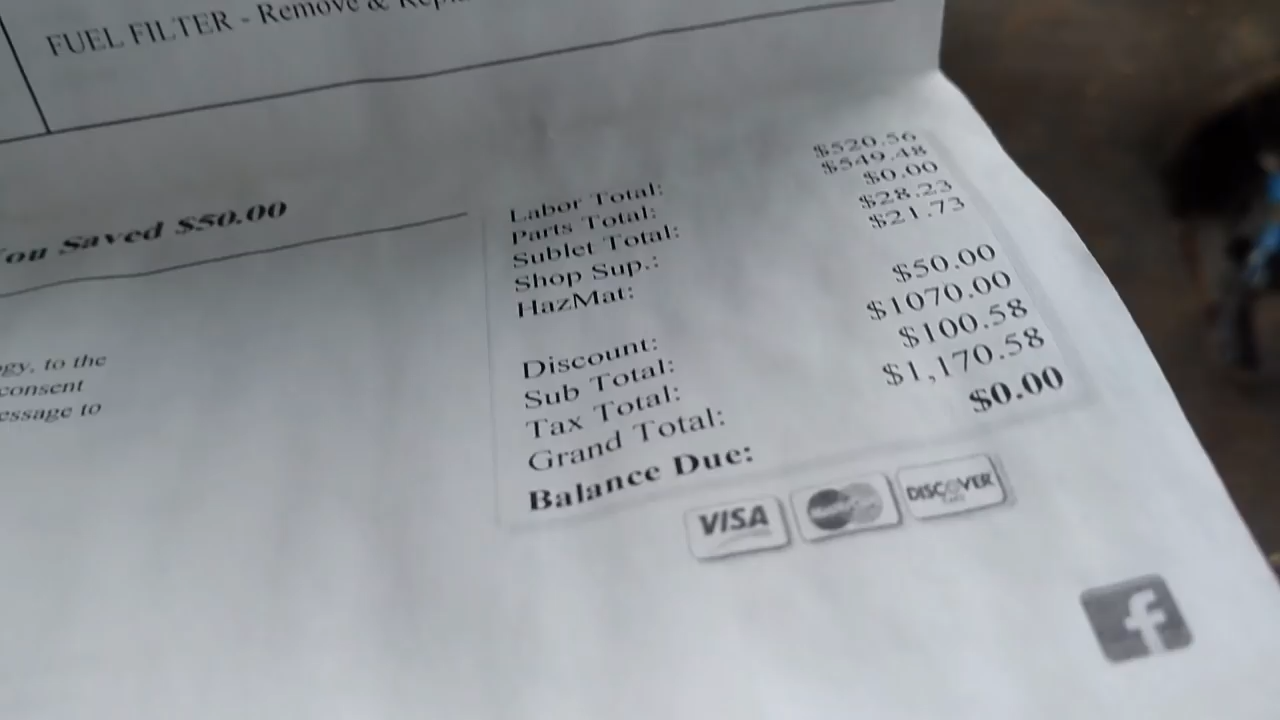 FUEL FILTER - Remove &
You Saved $50.00
Labor Total: $520.56
Parts Total: $549.48
Sublet Total: $0.00
Shop Sup.: $28.23
HazMat: $21.73
Discount: $50.00
Sub Total: $1070.00
Tax Total: $100.58
Grand Total: $1,170.58
Balance Due: $0.00
to the
consent
to
VISA
DISCOVER
f